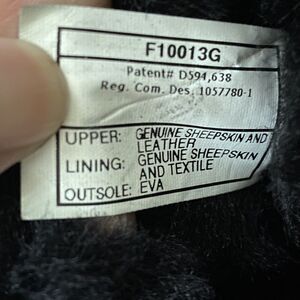 F10013G
Patent# D594,638
Reg. Com. Des. 1057780-1
UPPER: GENUINE SHEEPSKIN AND
LEATHER
LINING: GENUINE SHEEPSKIN
AND TEXTILE
OUTSOLE: EVA